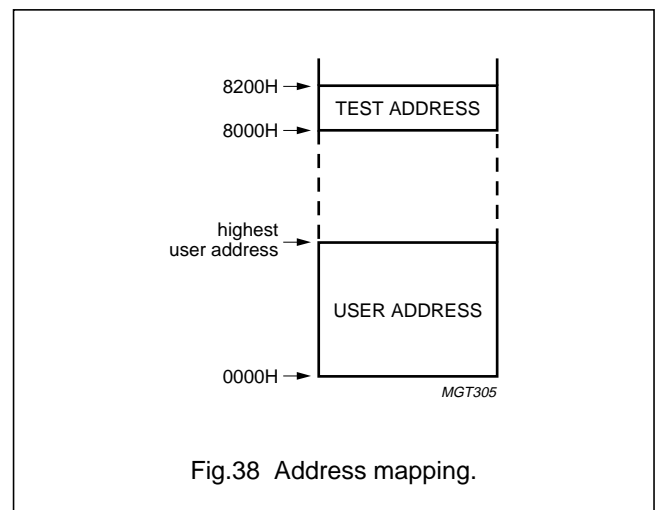 8200H
TEST ADDRESS
8000H
highest
user address
USER ADDRESS
0000H
MGT305
Fig.38 Address mapping.